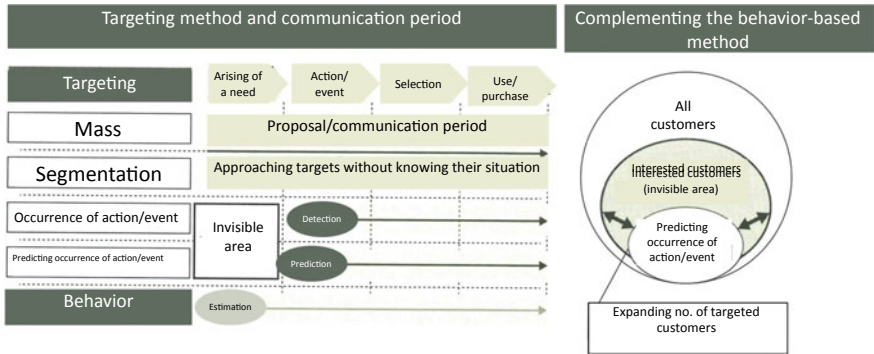 Targeting method and communication period
Complementing the behavior-based
method
Targeting
Arising of
a need
Action/
event
Selection
Use/
purchase
Mass
Proposal/communication period
Segmentation
Approaching targets without knowing their situation
Occurrence of action/event
Invisible
area
Detection
Predicting occurrence of action/event
Prediction
Behavior
Estimation
All
customers
Interested customers
(invisible area)
Predicting
occurrence of
action/event
Expanding no. of targeted
customers